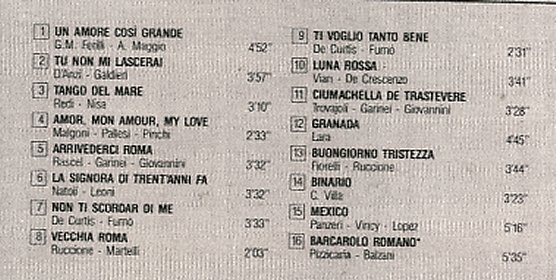 1 UN AMORE COSÌ GRANDE
G.M. Ferilli - A. Maggio 4'52"
2 TU NON MI LASCERAI
D'Anzi - Galdieri 3'57"
3 TANGO DEL MARE
Redi - Nisa 3'10"
4 AMOR, MON AMOUR, MY LOVE
Malgoni - Pallesi - Pinchi 2'33"
5 ARRIVEDERCI ROMA
Rascel - Garinei - Giovannini 3'32"
6 LA SIGNORA DI TRENT'ANNI FA
Natoli - Leoni 3'32"
7 NON TI SCORDAR DI ME
De Curtis - Furnò 3'33"
8 VECCHIA ROMA
Ruccione - Martelli 2'03"
9 TI VOGLIO TANTO BENE
De Curtis - Furnò 2'31"
10 LUNA ROSSA
Vian - De Crescenzo 3'41"
11 CIUMACHELLA DE TRASTEVERE
Trovajoli - Garinei - Giovannini 3'28"
12 GRANADA
Lara 4'45"
13 BUONGIORNO TRISTEZZA
Fiorelli - Ruccione 3'44"
14 BINARIO
C. Villa 3'23"
15 MEXICO
Panzeri - Vincy - Lopez 5'16"
16 BARCAROLO ROMANO*
Pizzicaria - Balzani 5'35"